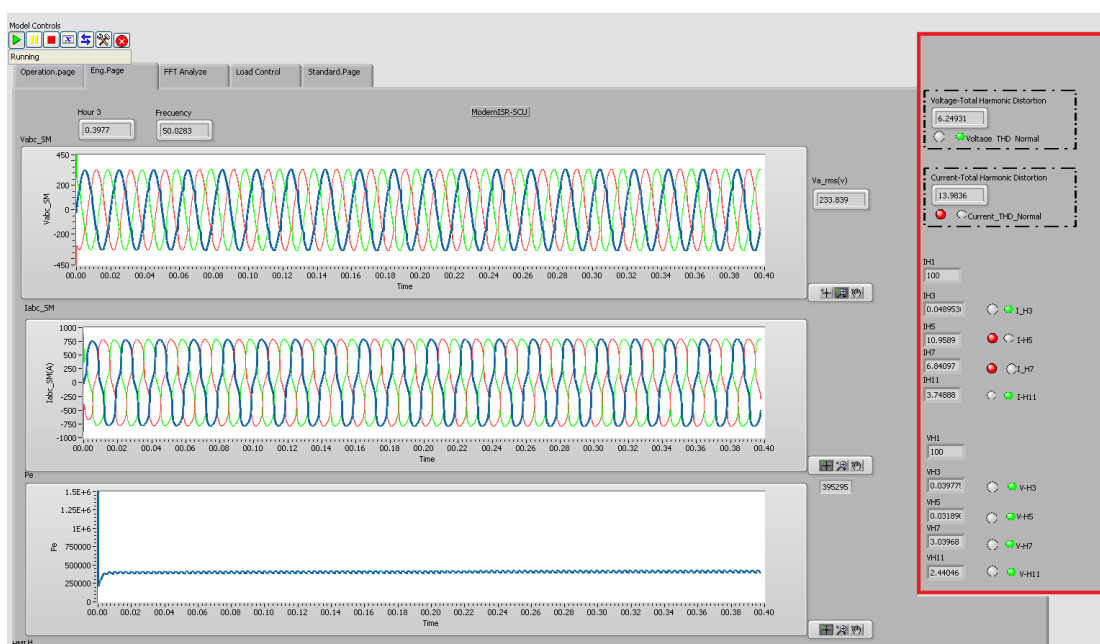 Model Controls
Running
Operation.page Eng.Page FFT Analyze Load Control Standard.Page
Hour 3 Frecuency ModernISR-SCU
0.3977 50.0283
Vabc_SM
450
200
0
-200
-450
Vabc_SM
00.00 00.02 00.04 00.06 00.08 00.10 00.12 00.14 00.16 00.18 00.20 00.22 00.24 00.26 00.28 00.30 00.32 00.34 00.36 00.38 00.40
Time
Va_rms(v)
233.839
Iabc_SM
1000
750
500
250
0
-250
-500
-750
-1000
Iabc_SM(A)
00.00 00.02 00.04 00.06 00.08 00.10 00.12 00.14 00.16 00.18 00.20 00.22 00.24 00.26 00.28 00.30 00.32 00.34 00.36 00.38 00.40
Time
Pe
395295
1.5E+6
1.25E+6
1E+6
750000
500000
250000
0
Pe
00.00 00.02 00.04 00.06 00.08 00.10 00.12 00.14 00.16 00.18 00.20 00.22 00.24 00.26 00.28 00.30 00.32 00.34 00.36 00.38 00.40
Time
Voltage-Total Harmonic Distortion
6.24931
Voltage THD Normal
Current-Total Harmonic Distortion
13.9836
Current_THD_Normal
IH1
100
IH3
0.048953 I_H3
IH5
10.9589 I-H5
IH7
6.84097 I_H7
IH11
3.74888 I-H11
VH1
100
VH3
0.03977 V-H3
VH5
0.03189 V-H5
VH7
3.03968 V-H7
VH11
2.44046 V-H11